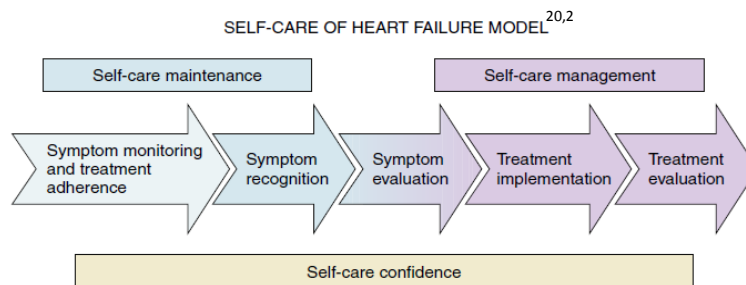 SELF-CARE OF HEART FAILURE MODEL20,2
Self-care maintenance
Self-care management
Symptom monitoring
and treatment
adherence
Symptom
recognition
Symptom
evaluation
Treatment
implementation
Treatment
evaluation
Self-care confidence